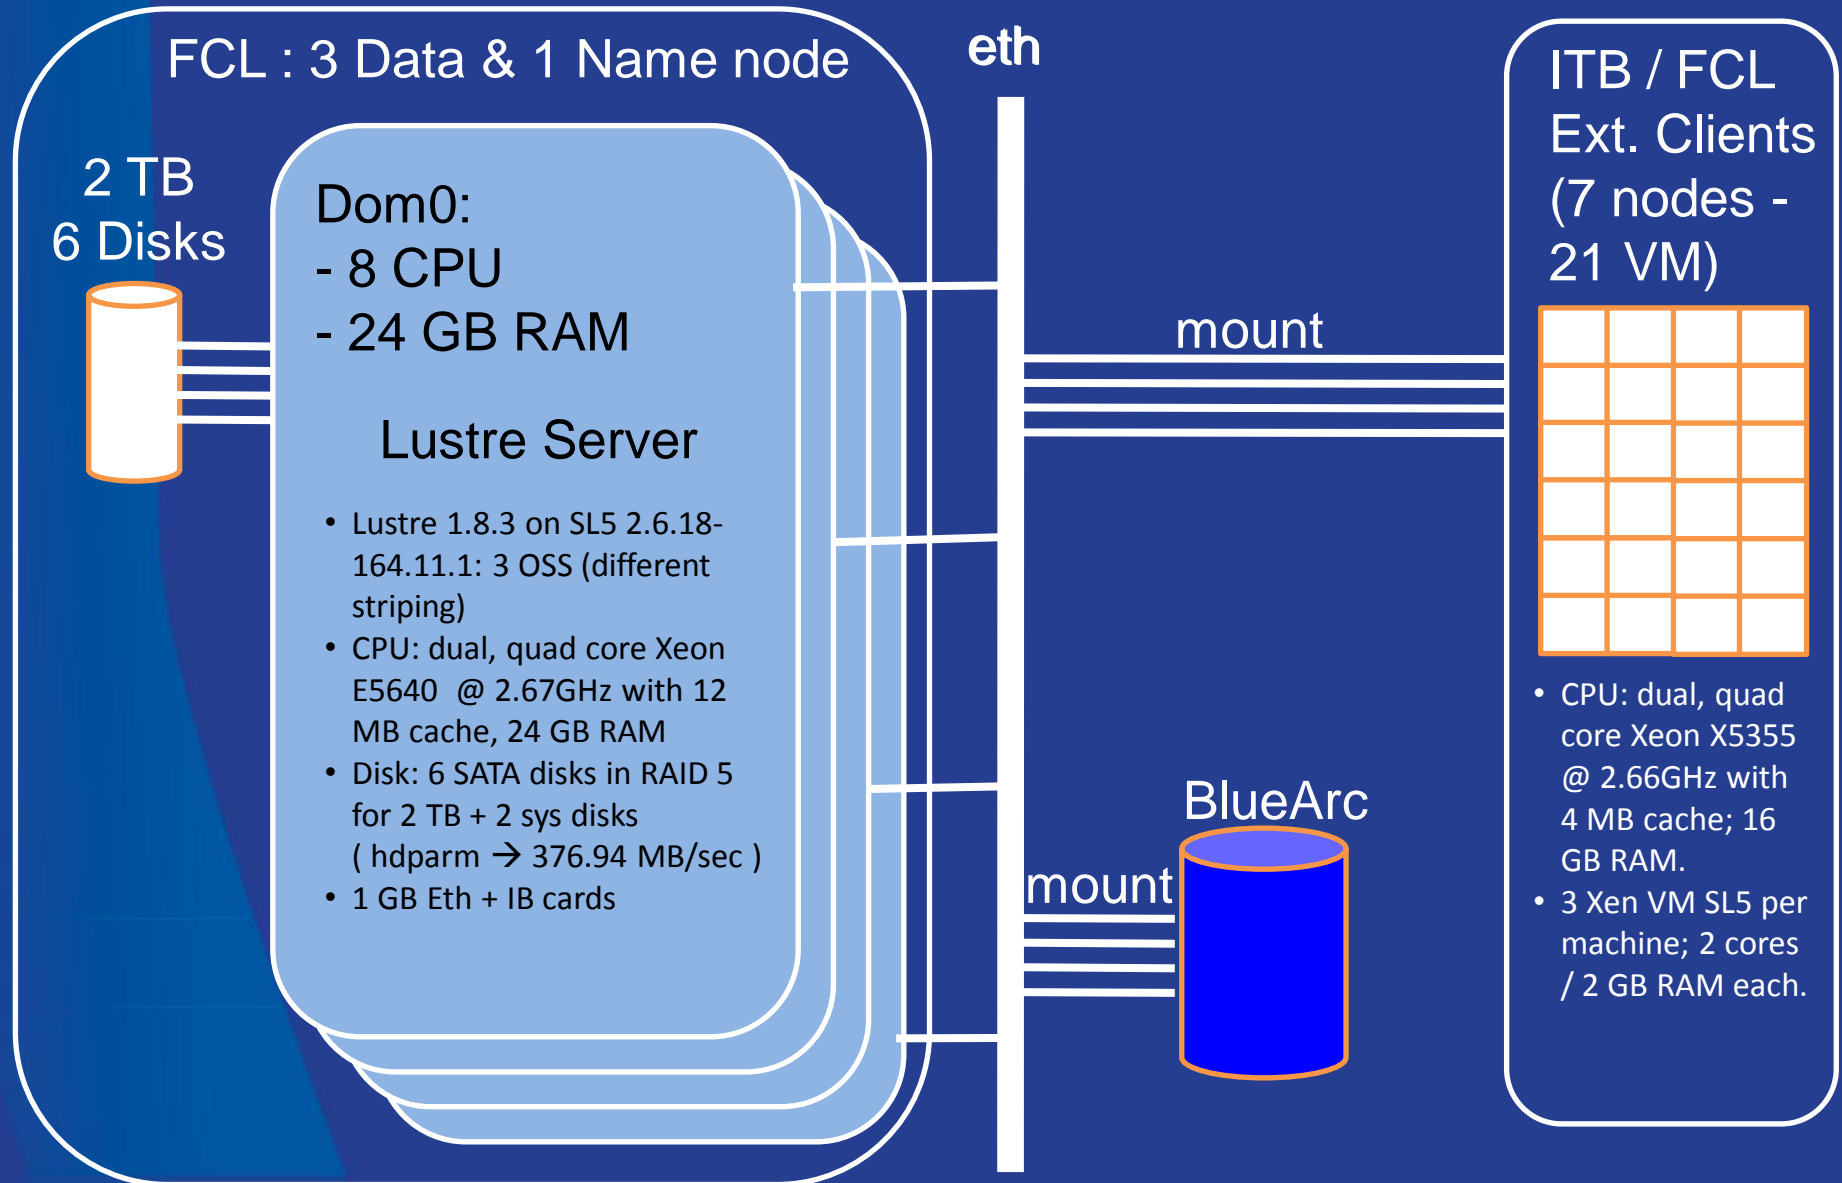 FCL : 3 Data & 1 Name node
2 TB
6 Disks
Dom0:
- 8 CPU
- 24 GB RAM
Lustre Server
• Lustre 1.8.3 on SL5 2.6.18-
164.11.1: 3 OSS (different
striping)
• CPU: dual, quad core Xeon
E5640 @ 2.67GHz with 12
MB cache, 24 GB RAM
• Disk: 6 SATA disks in RAID 5
for 2 TB + 2 sys disks
( hdparm → 376.94 MB/sec )
• 1 GB Eth + IB cards
eth
mount
BlueArc
mount
ITB / FCL
Ext. Clients
(7 nodes -
21 VM)
• CPU: dual, quad
core Xeon X5355
@ 2.66GHz with
4 MB cache; 16
GB RAM.
• 3 Xen VM SL5 per
machine; 2 cores
/ 2 GB RAM each.